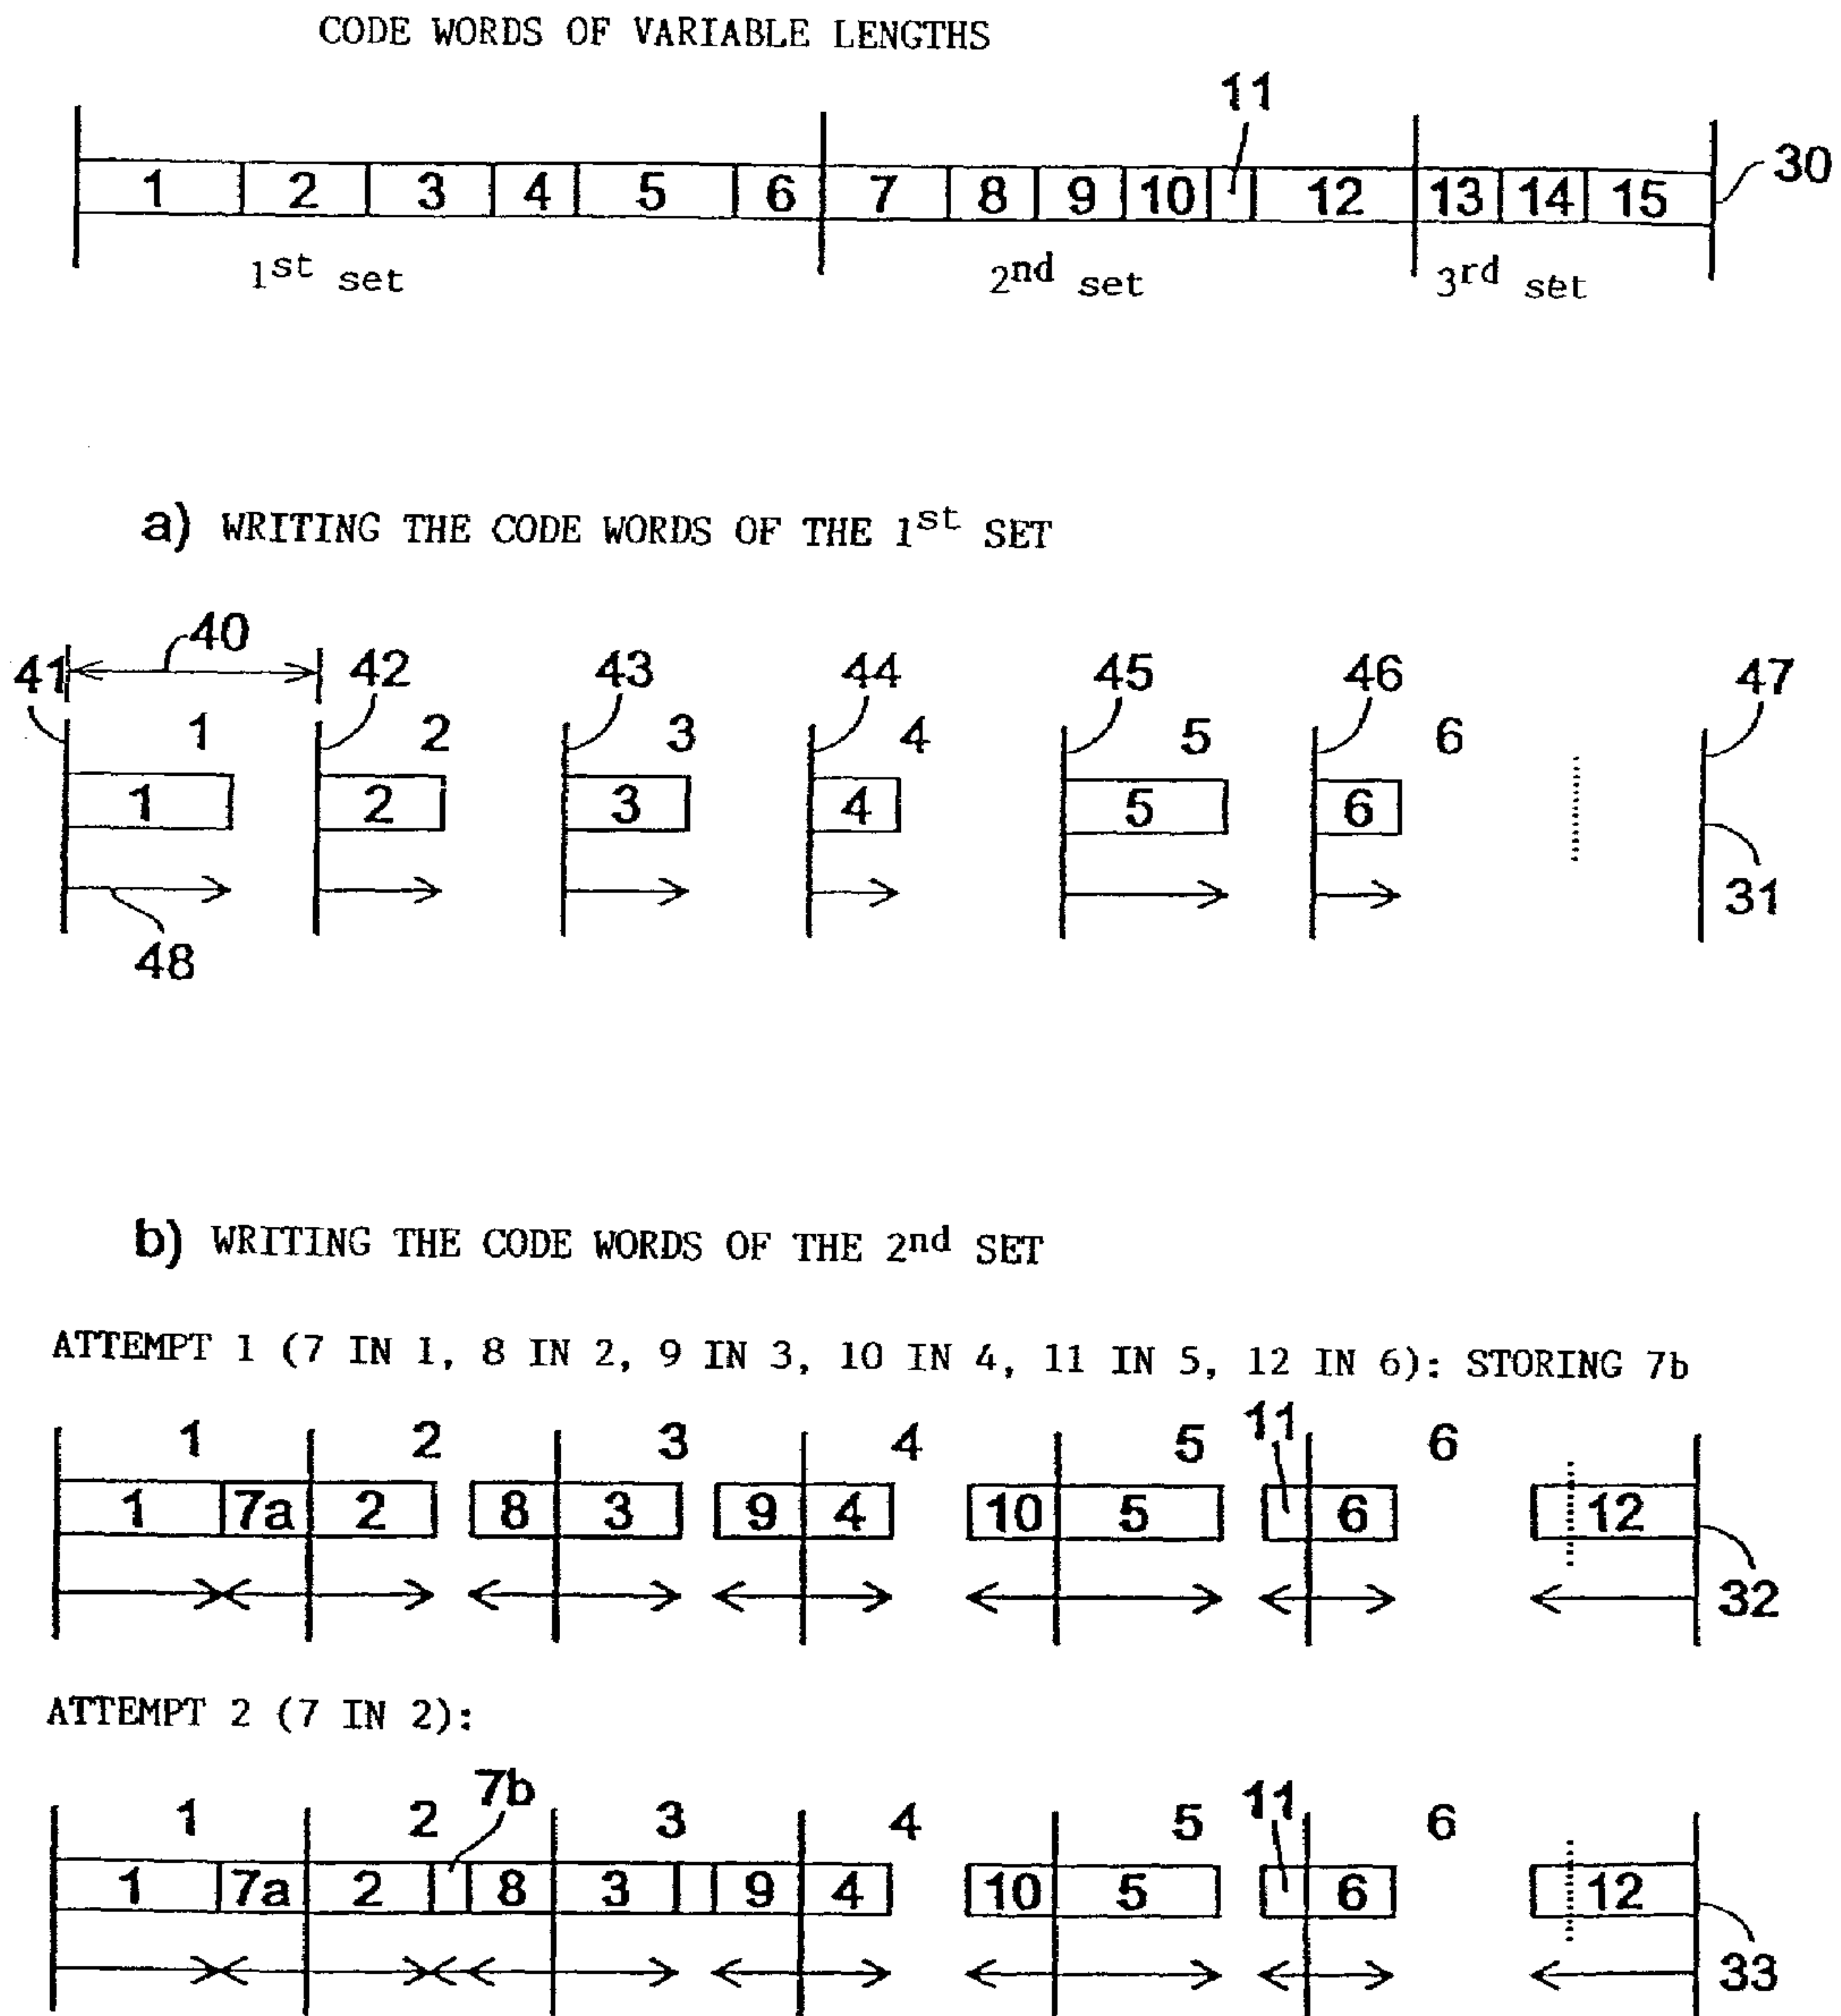 CODE WORDS OF VARIABLE LENGTHS
11
1 2 3 4 5 6 7 8 9 10 12 13 14 15 30
1st set 2nd set 3rd set
a) WRITING THE CODE WORDS OF THE 1st SET
40
41 42 43 44 45 46 47
1 2 3 4 5 6
1 2 3 4 5 6
48 31
b) WRITING THE CODE WORDS OF THE 2nd SET
ATTEMPT 1 (7 IN 1, 8 IN 2, 9 IN 3, 10 IN 4, 11 IN 5, 12 IN 6): STORING 7b
1 2 3 4 5 11 6
1 7a 2 8 3 9 4 10 5 6 12
32
ATTEMPT 2 (7 IN 2):
1 2 7b 3 4 5 11 6
1 7a 2 8 3 9 4 10 5 6 12
33